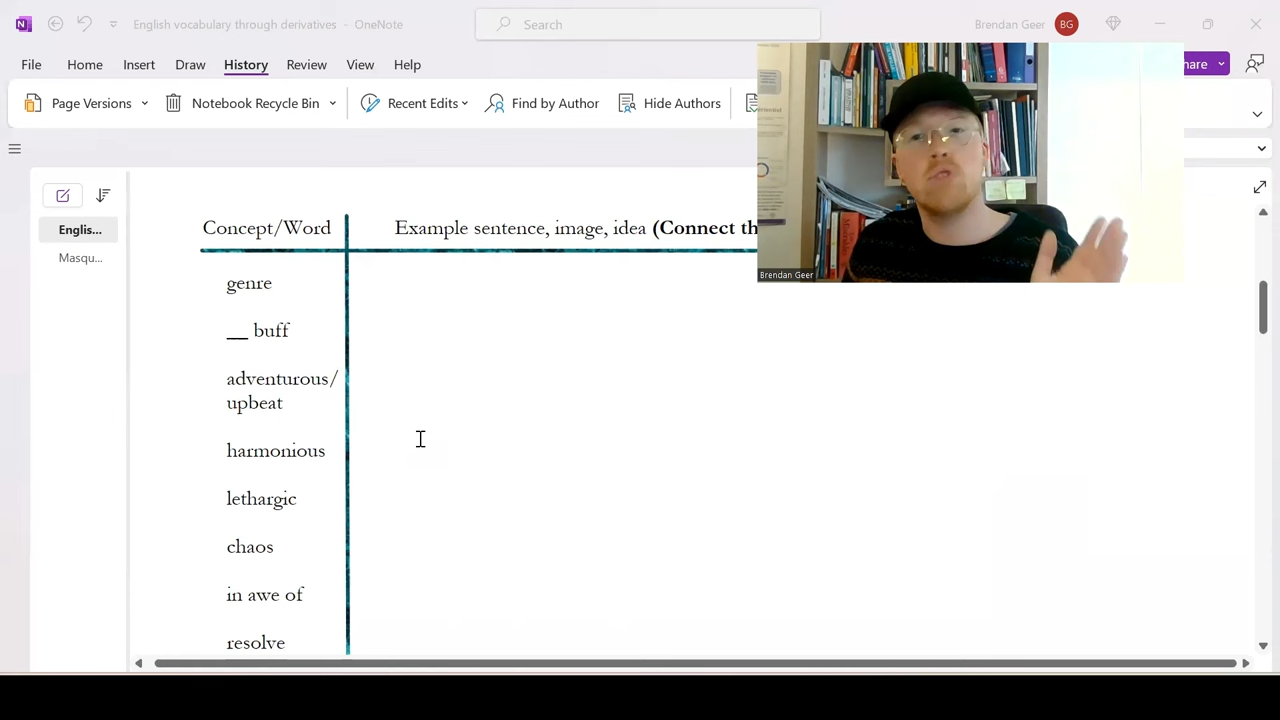 English vocabulary through derivatives - OneNote
Search
Brendan Geer
BG
File
Home
Insert
Draw
History
Review
View
Help
Page Versions
Notebook Recycle Bin
Recent Edits
Find by Author
Hide Authors
Englis...
Masqu...
Concept/Word
Example sentence, image, idea (Connect th
genre
__ buff
adventurous/
upbeat
harmonious
lethargic
chaos
in awe of
resolve
Brendan Geer